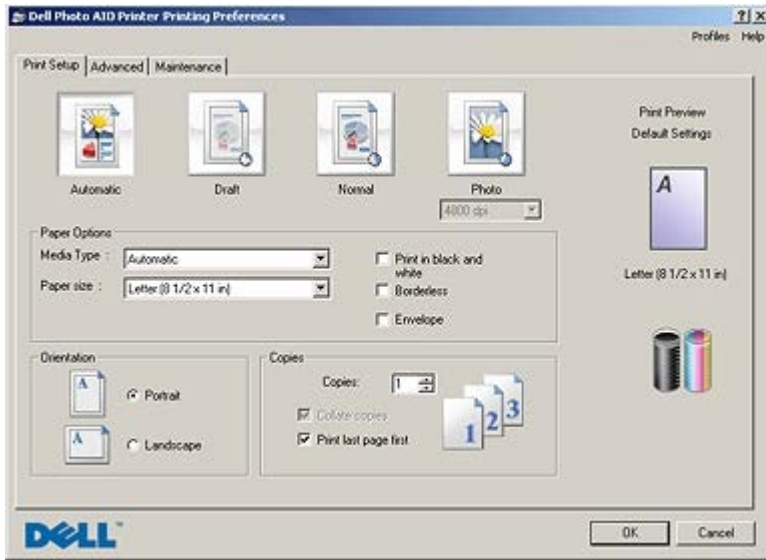 Dell Photo AIO Printer Printing Preferences
Profiles Help
Print Setup Advanced Maintenance
Automatic
Draft
Normal
Photo
4800 dpi
Print Preview
Default Settings
A
Letter (8 1/2 x 11 in)
Paper Options
Media Type : Automatic
Paper size : Letter (8 1/2 x 11 in)
Print in black and
white
Borderless
Envelope
Orientation
A
Portrait
A
Landscape
Copies
Copies: 1
Collate copies
Print last page first
1 2 3
DELL
OK Cancel